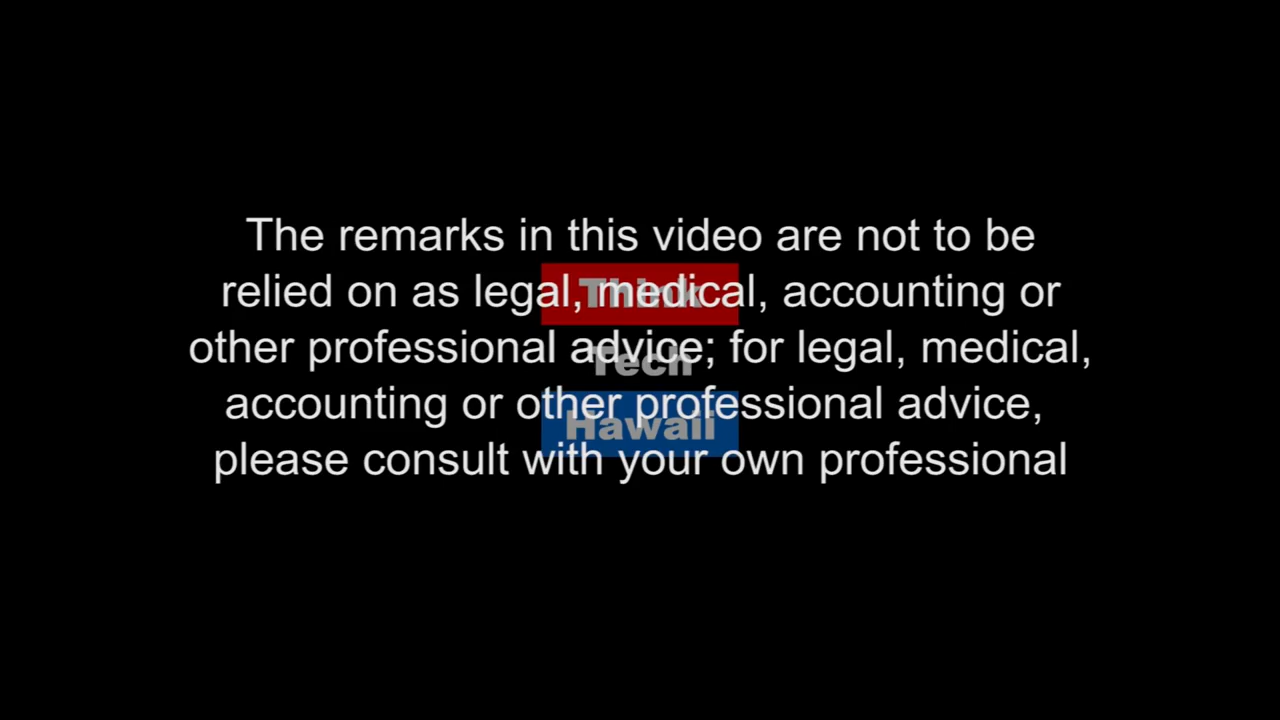 The remarks in this video are not to be
relied on as legal, medical, accounting or
other professional advice; for legal, medical,
accounting or other professional advice,
please consult with your own professional
Think
Tech
Hawaii